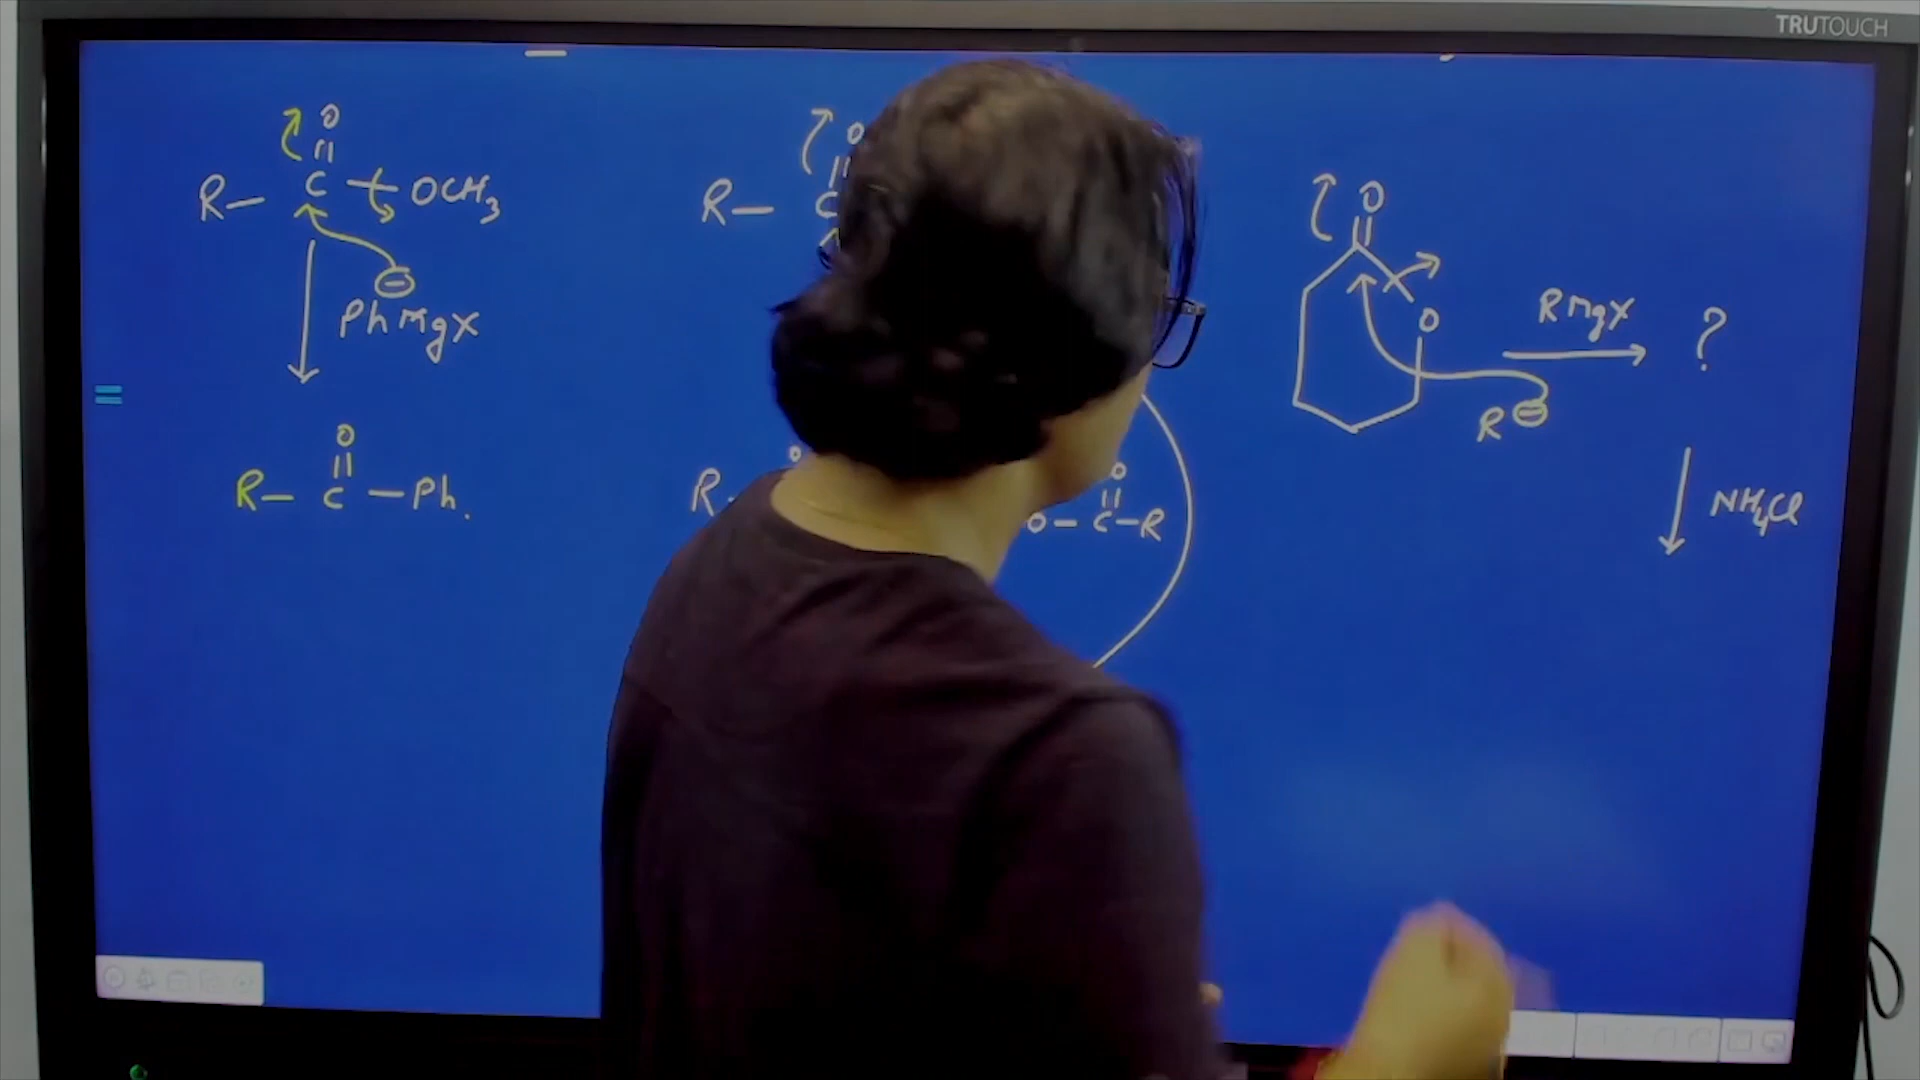 TRUTOUCH
O
R— C — OCH3
⊖
PhMgX
O
R— C — Ph.
O
R— C
O
R
O
O — C — R
O
O
R⊖
RMgX
?
NH4Cl